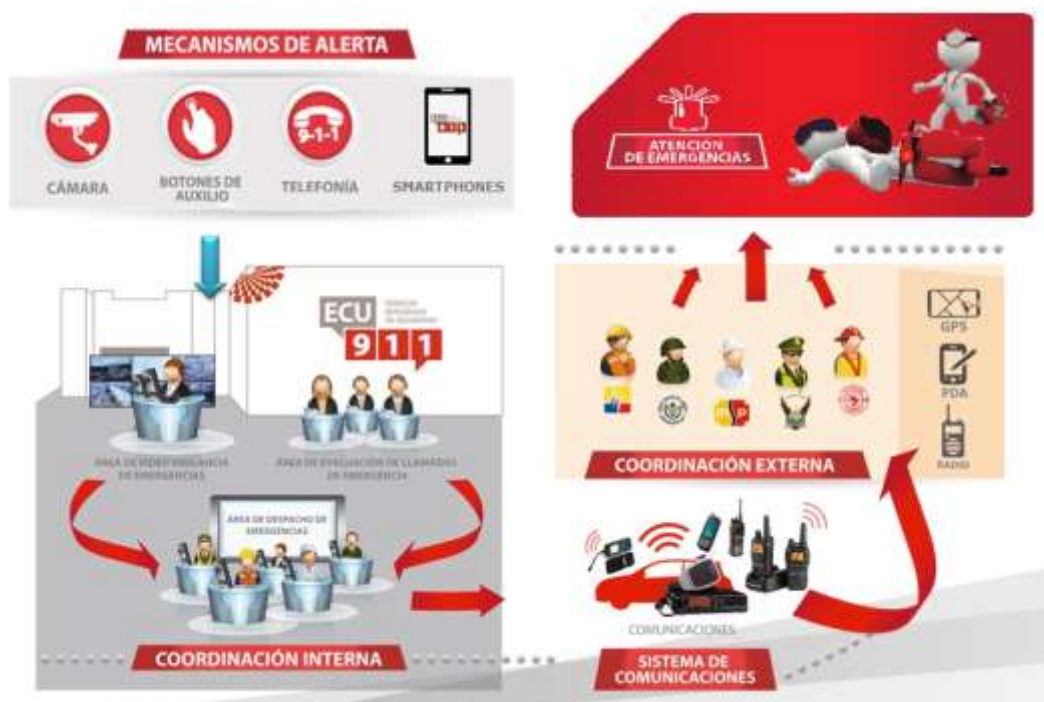 MECANISMOS DE ALERTA
9-1-1
CÁMARA
BOTONES DE
AUXILIO
TELEFONÍA
SMARTPHONES
ATENCIÓN
DE EMERGENCIAS
ECU
911
ÁREA DE VIDEO VIGILANCIA
DE EMERGENCIAS
ÁREA DE EVALUACIÓN DE LLAMADAS
DE EMERGENCIA
ÁREA DE DESPACHO DE
EMERGENCIAS
COORDINACIÓN INTERNA
GPS
PDA
RADIO
COORDINACIÓN EXTERNA
COMUNICACIONES
SISTEMA DE
COMUNICACIONES